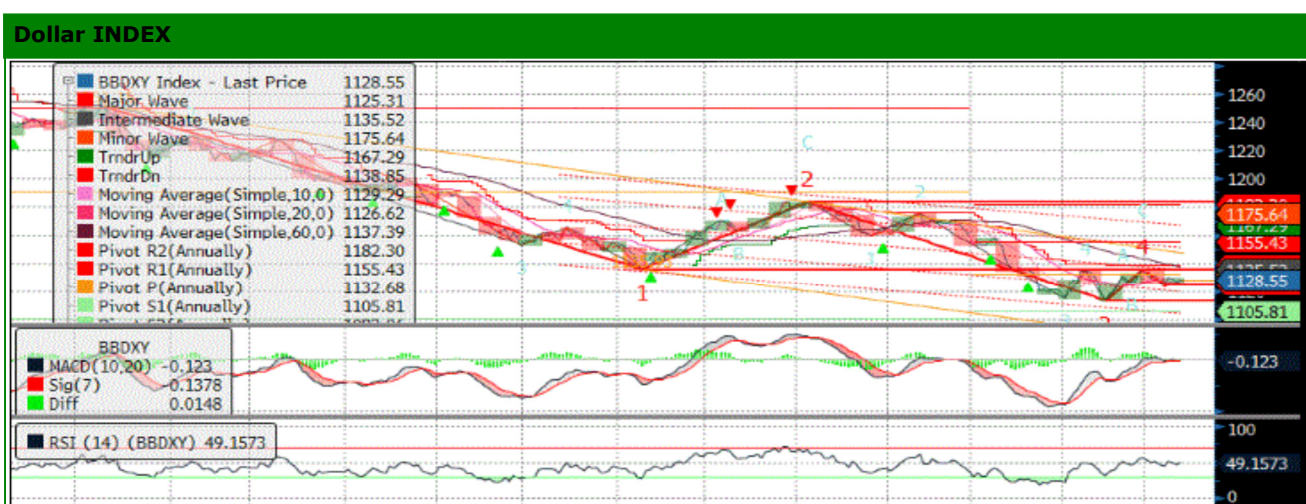 Dollar INDEX
BBDXY Index - Last Price 1128.55
Major Wave 1125.31
Intermediate Wave 1135.52
Minor Wave 1175.64
TrndrUp 1167.29
TrndrDn 1138.85
Moving Average(Simple,10,0) 1129.29
Moving Average(Simple,20,0) 1126.62
Moving Average(Simple,60,0) 1137.39
Pivot R2(Annually) 1182.30
Pivot R1(Annually) 1155.43
Pivot P(Annually) 1132.68
Pivot S1(Annually) 1105.81
1260
1240
1220
1200
1175.64
1155.43
1128.55
1105.81
C
2
2
A
B
1
4
BBDXY
MACD(10,20) -0.123
Sig(7) -0.1378
Diff 0.0148
-0.123
RSI (14) (BBDXY) 49.1573
100
49.1573
0